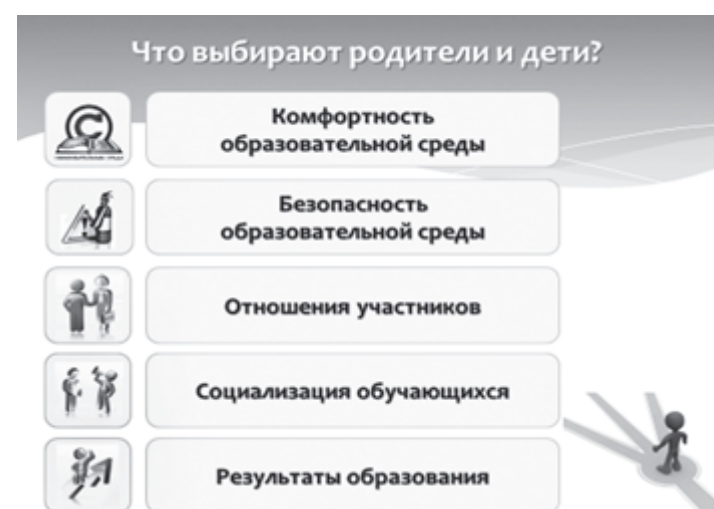 Что выбирают родители и дети?
Комфортность
образовательной среды
Безопасность
образовательной среды
Отношения участников
Социализация обучающихся
Результаты образования